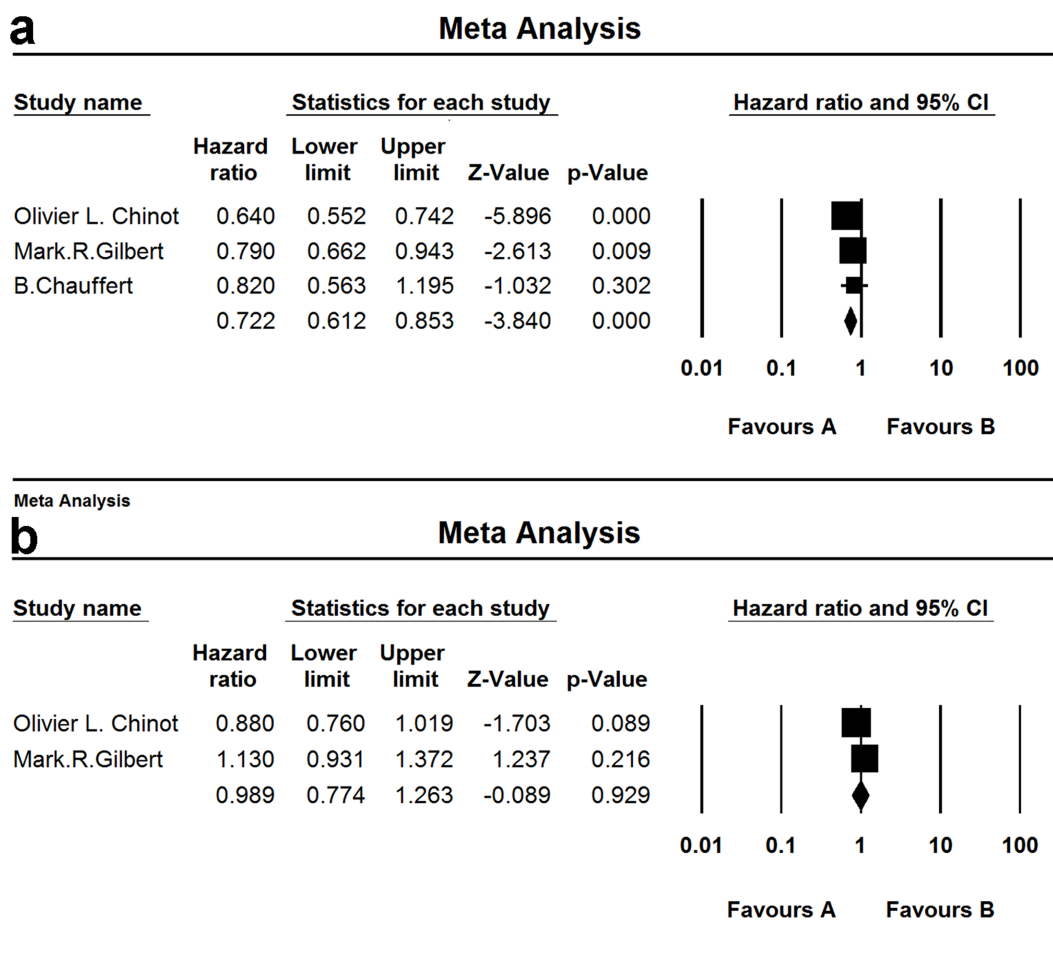 a
Meta Analysis
Study name Statistics for each study Hazard ratio and 95% CI
Hazard Lower Upper
ratio limit limit Z-Value p-Value
Olivier L. Chinot 0.640 0.552 0.742 -5.896 0.000
Mark.R.Gilbert 0.790 0.662 0.943 -2.613 0.009
B.Chauffert 0.820 0.563 1.195 -1.032 0.302
0.722 0.612 0.853 -3.840 0.000
0.01 0.1 1 10 100
Favours A Favours B
Meta Analysis
b
Meta Analysis
Study name Statistics for each study Hazard ratio and 95% CI
Hazard Lower Upper
ratio limit limit Z-Value p-Value
Olivier L. Chinot 0.880 0.760 1.019 -1.703 0.089
Mark.R.Gilbert 1.130 0.931 1.372 1.237 0.216
0.989 0.774 1.263 -0.089 0.929
0.01 0.1 1 10 100
Favours A Favours B